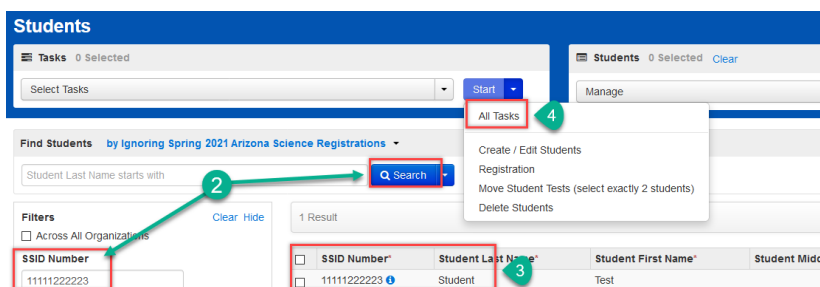 Students
Tasks 0 Selected
Students 0 Selected Clear
Select Tasks
Start
Manage
All Tasks
4
Create / Edit Students
Registration
Move Student Tests (select exactly 2 students)
Delete Students
Find Students by Ignoring Spring 2021 Arizona Science Registrations
Student Last Name starts with
2
Search
Filters Clear Hide
Across All Organizations
SSID Number
11111222223
1 Result
SSID Number* Student Last Name* Student First Name* Student Midd
3
11111222223 Student Test